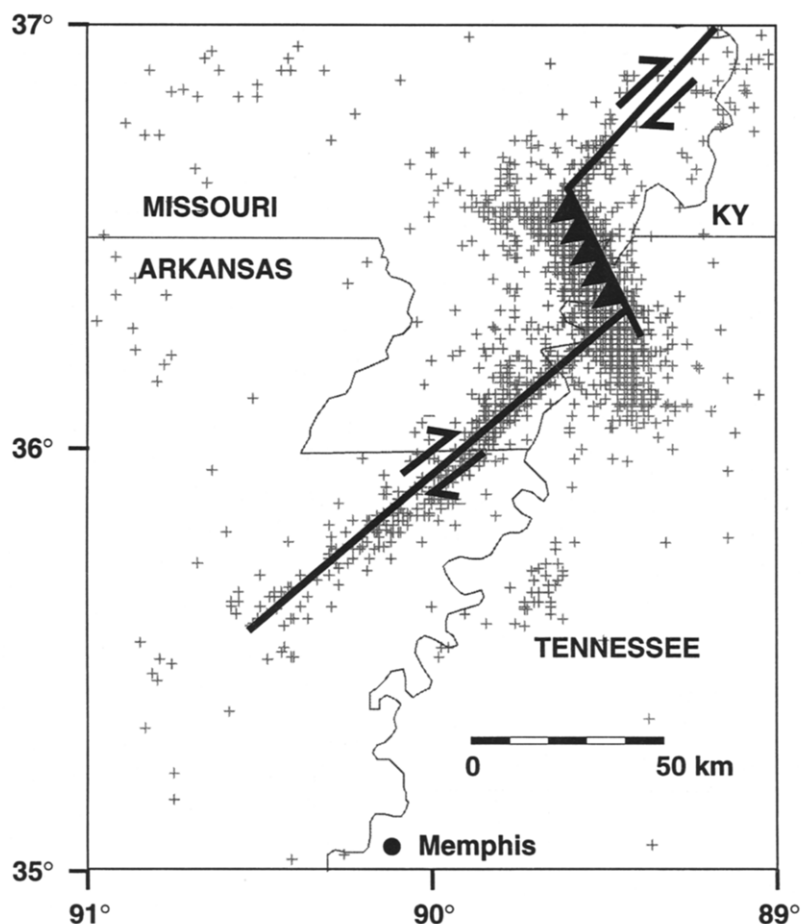 37°
MISSOURI
KY
ARKANSAS
36°
TENNESSEE
0 50 km
35°
Memphis
91° 90° 89°